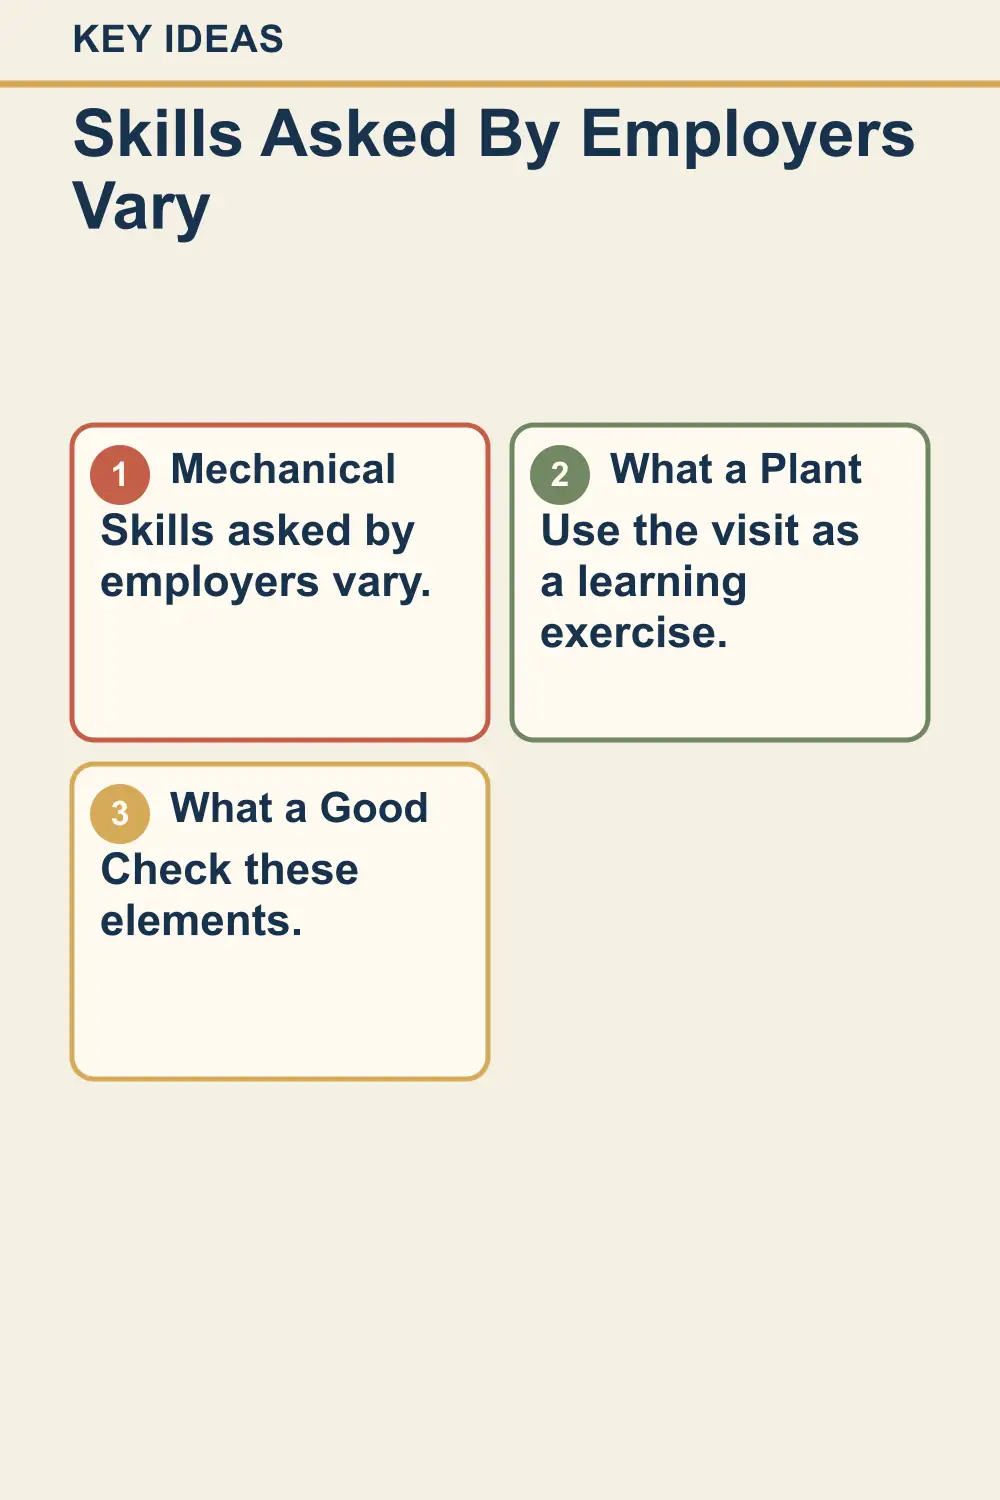 KEY IDEAS
Skills Asked By Employers
Vary
1 Mechanical
Skills asked by
employers vary.
2 What a Plant
Use the visit as
a learning
exercise.
3 What a Good
Check these
elements.